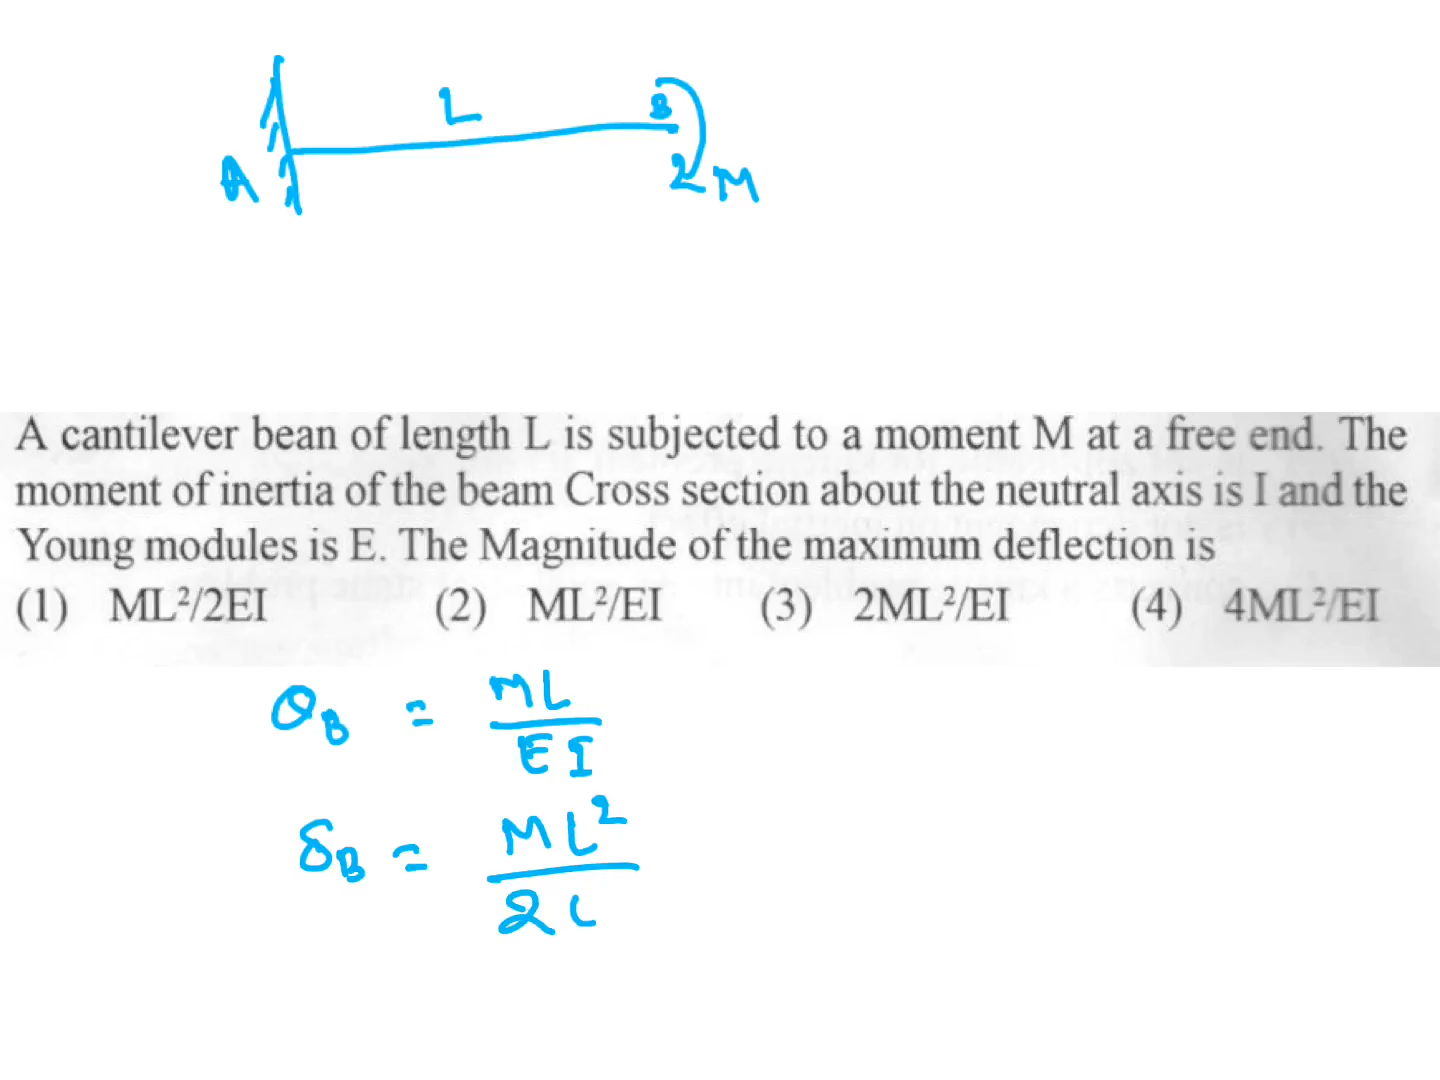 L
B
A
M
A cantilever bean of length L is subjected to a moment M at a free end. The
moment of inertia of the beam Cross section about the neutral axis is I and the
Young modules is E. The Magnitude of the maximum deflection is
(1) ML²/2EI (2) ML²/EI (3) 2ML²/EI (4) 4ML²/EI
θ_B = ML/EI
δ_B = ML²/2